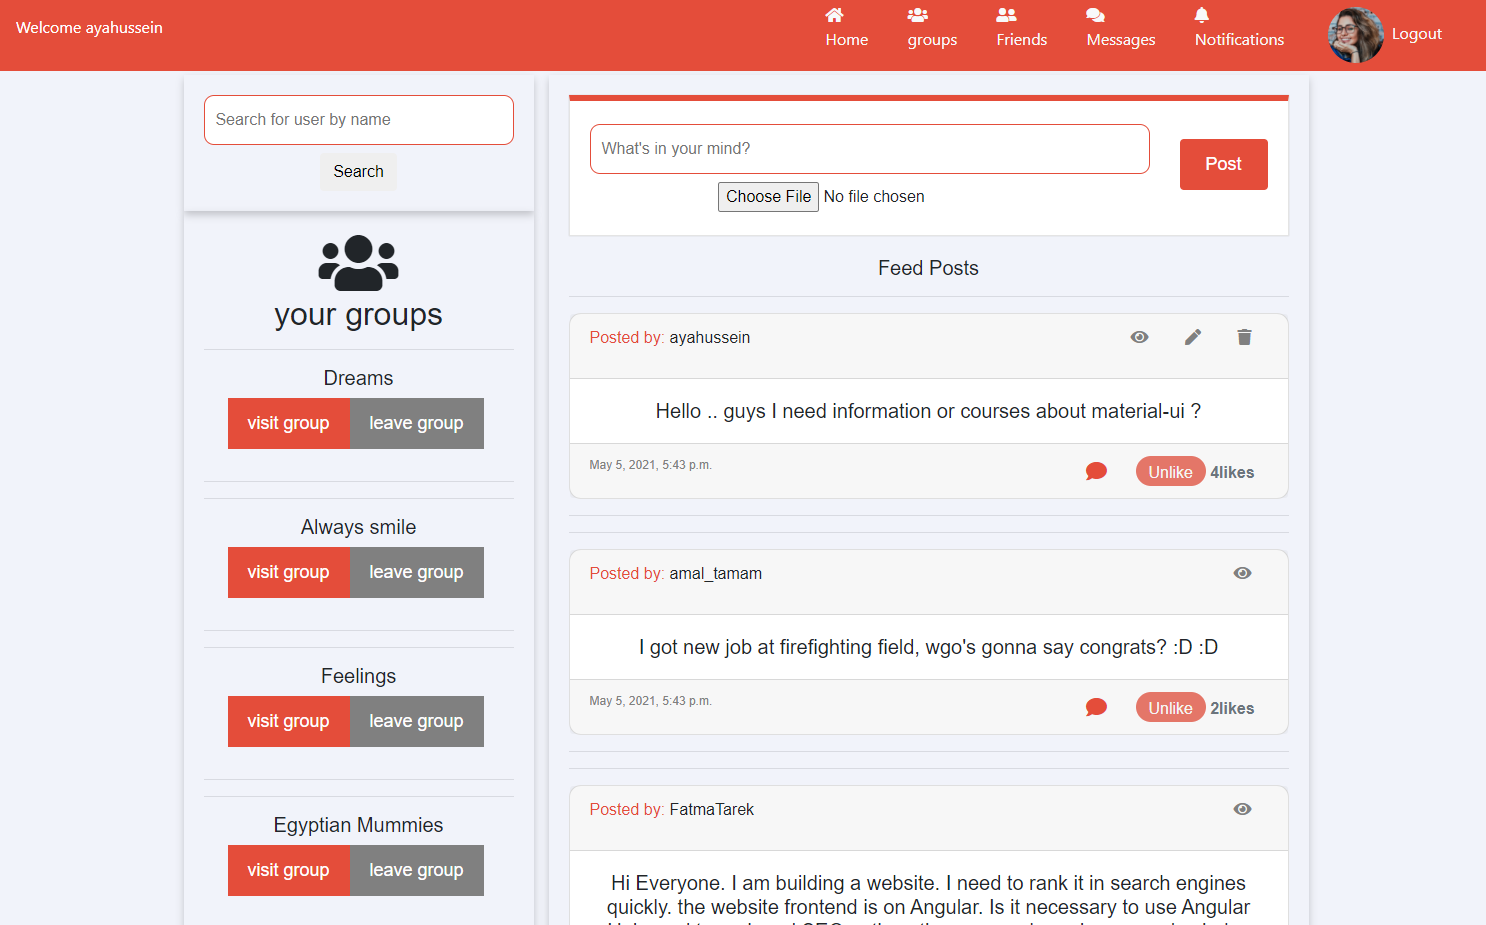 Welcome ayahussein
Home
groups
Friends
Messages
Notifications
Logout
Search for user by name
Search
your groups
Dreams
visit group
leave group
Always smile
visit group
leave group
Feelings
visit group
leave group
Egyptian Mummies
visit group
leave group
What's in your mind?
Post
Choose File No file chosen
Feed Posts
Posted by: ayahussein
Hello .. guys I need information or courses about material-ui ?
May 5, 2021, 5:43 p.m.
Unlike 4likes
Posted by: amal_tamam
I got new job at firefighting field, wgo's gonna say congrats? :D :D
May 5, 2021, 5:43 p.m.
Unlike 2likes
Posted by: FatmaTarek
Hi Everyone. I am building a website. I need to rank it in search engines
quickly. the website frontend is on Angular. Is it necessary to use Angular